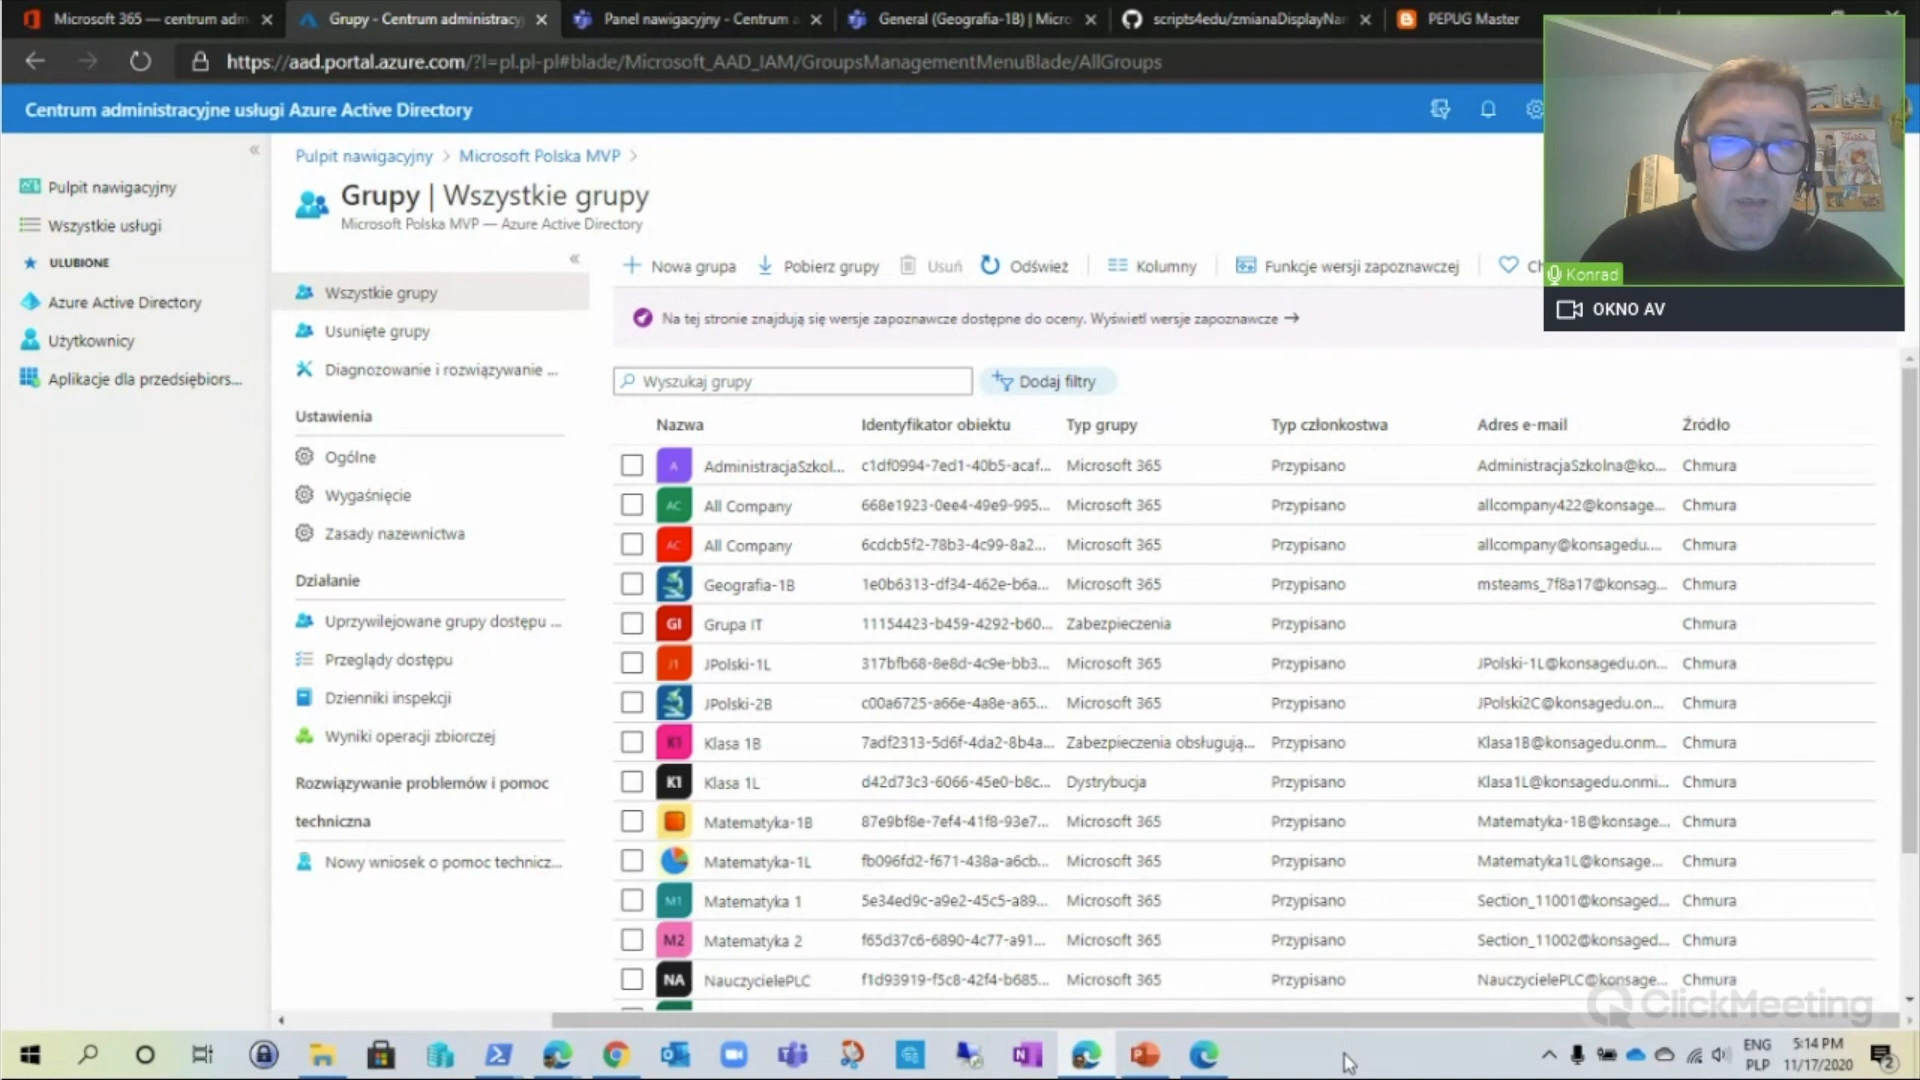 Microsoft 365 — centrum adm
Grupy - Centrum administracy
Panel nawigacyjny - Centrum a
General (Geografia-1B) | Micro
scripts4edu/zmianaDisplayNa
PEPUG Master
https://aad.portal.azure.com/?l=pl.pl-pl#blade/Microsoft_AAD_IAM/GroupsManagementMenuBlade/AllGroups
Centrum administracyjne usługi Azure Active Directory
Pulpit nawigacyjny
Wszystkie usługi
ULUBIONE
Azure Active Directory
Użytkownicy
Aplikacje dla przedsiębiors...
Pulpit nawigacyjny > Microsoft Polska MVP >
Grupy | Wszystkie grupy
Microsoft Polska MVP — Azure Active Directory
Wszystkie grupy
Usunięte grupy
Diagnozowanie i rozwiązywanie ...
Ustawienia
Ogólne
Wygaśnięcie
Zasady nazewnictwa
Działanie
Uprzywilejowane grupy dostępu ...
Przeglądy dostępu
Dzienniki inspekcji
Wyniki operacji zbiorczej
Rozwiązywanie problemów i pomoc
techniczna
Nowy wniosek o pomoc technicz...
Nowa grupa Pobierz grupy Usuń Odśwież Kolumny Funkcje wersji zapoznawczej
Na tej stronie znajdują się wersje zapoznawcze dostępne do oceny. Wyświetl wersje zapoznawcze →
Wyszukaj grupy Dodaj filtry
Nazwa Identyfikator obiektu Typ grupy Typ członkostwa Adres e-mail Źródło
A AdministracjaSzkol... c1df0994-7ed1-40b5-acaf... Microsoft 365 Przypisano AdministracjaSzkolna@ko... Chmura
AC All Company 668e1923-0ee4-49e9-995... Microsoft 365 Przypisano allcompany422@konsage... Chmura
AC All Company 6cdcb5f2-78b3-4c99-8a2... Microsoft 365 Przypisano allcompany@konsagedu.... Chmura
Geografia-1B 1e0b6313-df34-462e-b6a... Microsoft 365 Przypisano msteams_7f8a17@konsag... Chmura
GI Grupa IT 11154423-b459-4292-b60... Zabezpieczenia Przypisano Chmura
J1 JPolski-1L 317bfb68-8e8d-4c9e-bb3... Microsoft 365 Przypisano JPolski-1L@konsagedu.on... Chmura
JPolski-2B c00a6725-a66e-4a8e-a65... Microsoft 365 Przypisano JPolski2C@konsagedu.on... Chmura
K1 Klasa 1B 7adf2313-5d6f-4da2-8b4a... Zabezpieczenia obsługują... Przypisano Klasa1B@konsagedu.onm... Chmura
K1 Klasa 1L d42d73c3-6066-45e0-b8c... Dystrybucja Przypisano Klasa1L@konsagedu.onmi... Chmura
Matematyka-1B 87e9bf8e-7ef4-41f8-93e7... Microsoft 365 Przypisano Matematyka-1B@konsage... Chmura
Matematyka-1L fb096fd2-f671-438a-a6cb... Microsoft 365 Przypisano Matematyka1L@konsage... Chmura
M1 Matematyka 1 5e34ed9c-a9e2-45c5-a89... Microsoft 365 Przypisano Section_11001@konsaged... Chmura
M2 Matematyka 2 f65d37c6-6890-4c77-a91... Microsoft 365 Przypisano Section_11002@konsaged... Chmura
NA NauczycielePLC f1d93919-f5c8-42f4-b685... Microsoft 365 Przypisano NauczycielePLC@konsage... Chmura
Konrad
OKNO AV
ClickMeeting
ENG
PLP
5:14 PM
11/17/2020
2